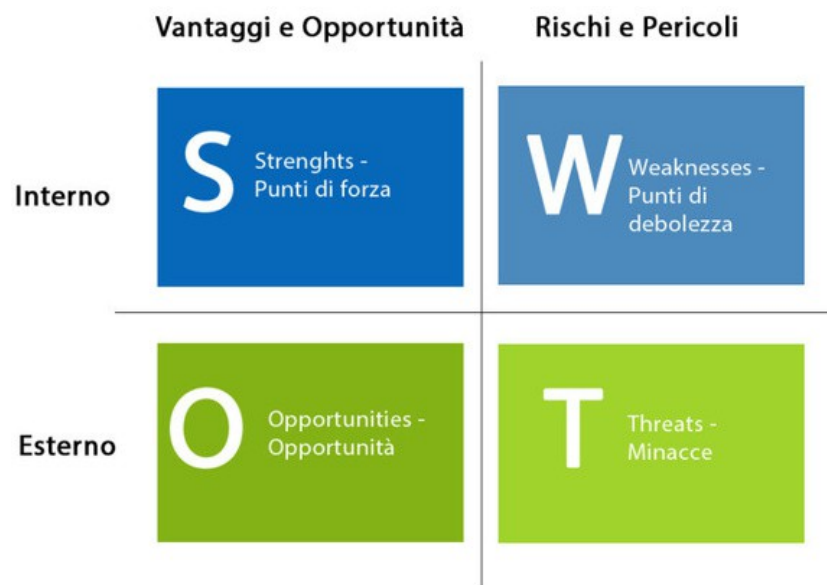 Vantaggi e Opportunità
Rischi e Pericoli
Interno
S
Strenghts -
Punti di forza
W
Weaknesses -
Punti di
debolezza
Esterno
O
Opportunities -
Opportunità
T
Threats -
Minacce